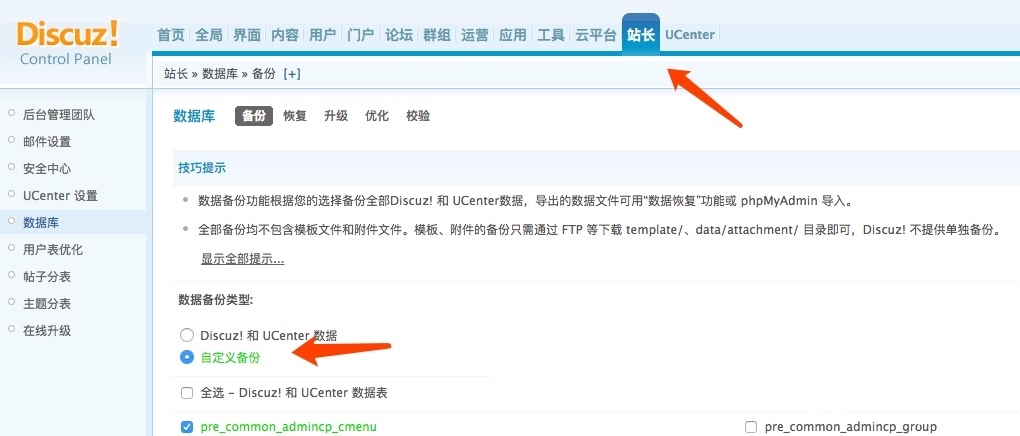 Discuz!
Control Panel
首页 全局 界面 内容 用户 门户 论坛 群组 运营 应用 工具 云平台 站长 UCenter
站长 » 数据库 » 备份 [+]
后台管理团队
邮件设置
安全中心
UCenter 设置
数据库
用户表优化
帖子分表
主题分表
在线升级
数据库 备份 恢复 升级 优化 校验
技巧提示
数据备份功能根据您的选择备份全部Discuz! 和 UCenter数据，导出的数据文件可用“数据恢复”功能或 phpMyAdmin 导入。
全部备份均不包含模板文件和附件文件。模板、附件的备份只需通过 FTP 等下载 template/、data/attachment/ 目录即可，Discuz! 不提供单独备份。
显示全部提示...
数据备份类型:
Discuz! 和 UCenter 数据
自定义备份
全选 - Discuz! 和 UCenter 数据表
pre_common_admincp_cmenu pre_common_admincp_group